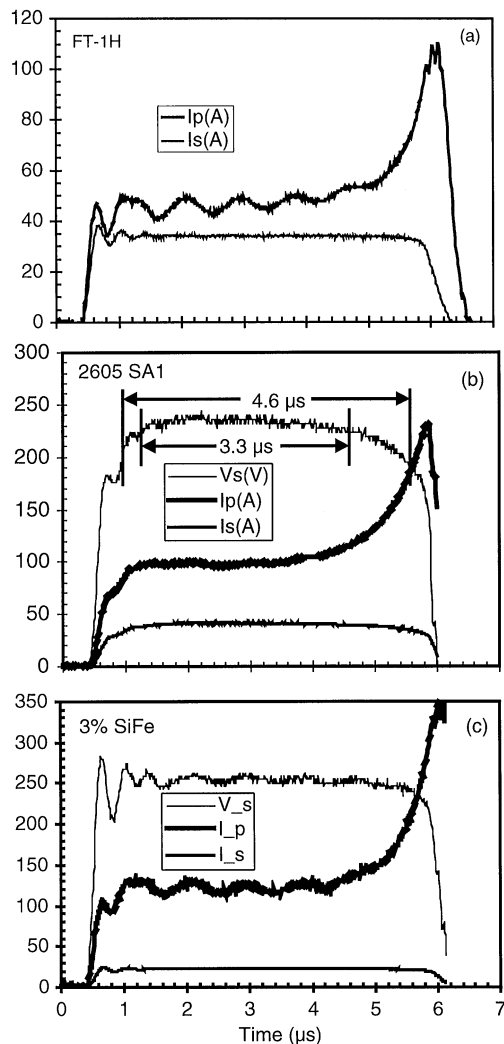 FT-1H
(a)
120
100
80
60
40
20
0
Ip(A)
Is(A)
2605 SA1
(b)
300
250
200
150
100
50
0
4.6 µs
3.3 µs
Vs(V)
Ip(A)
Is(A)
3% SiFe
(c)
350
300
250
200
150
100
50
0
V_s
I_p
I_s
0 1 2 3 4 5 6 7
Time (µs)